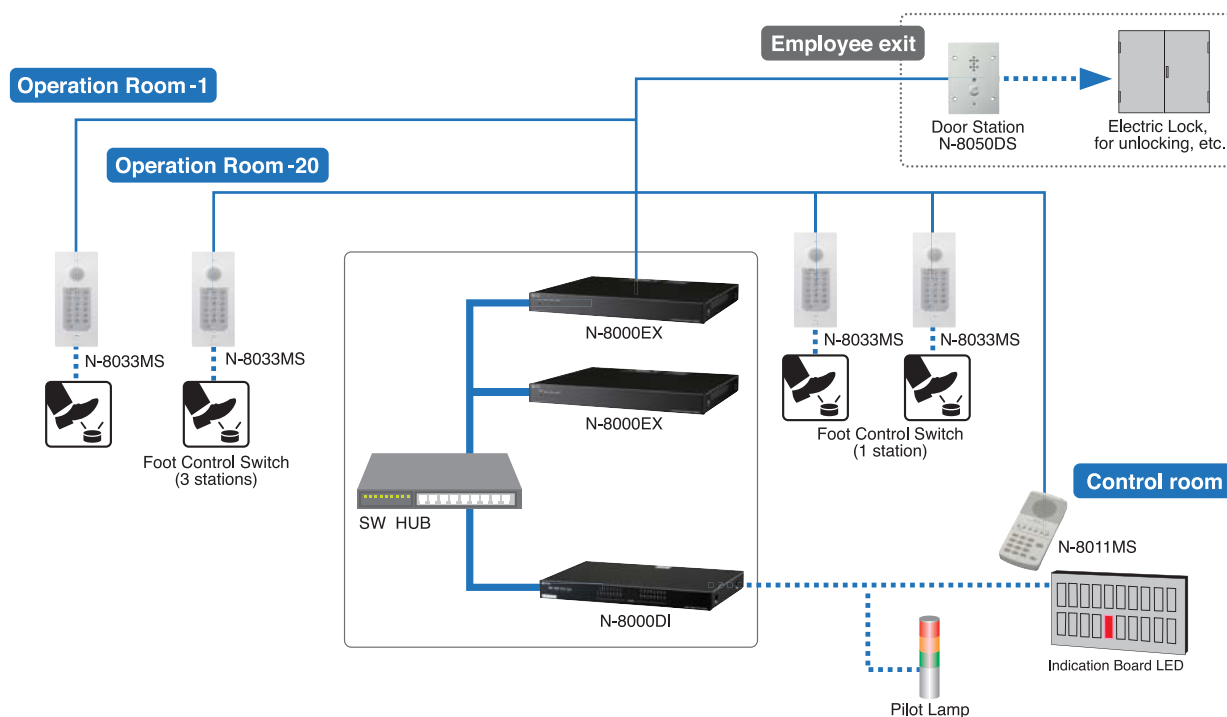 Employee exit
Operation Room -1
Door Station
N-8050DS
Electric Lock,
for unlocking, etc.
Operation Room -20
N-8033MS
N-8033MS
N-8033MS
N-8033MS
N-8000EX
N-8000EX
Foot Control Switch
(3 stations)
Foot Control Switch
(1 station)
Control room
SW HUB
N-8011MS
N-8000DI
Indication Board LED
Pilot Lamp